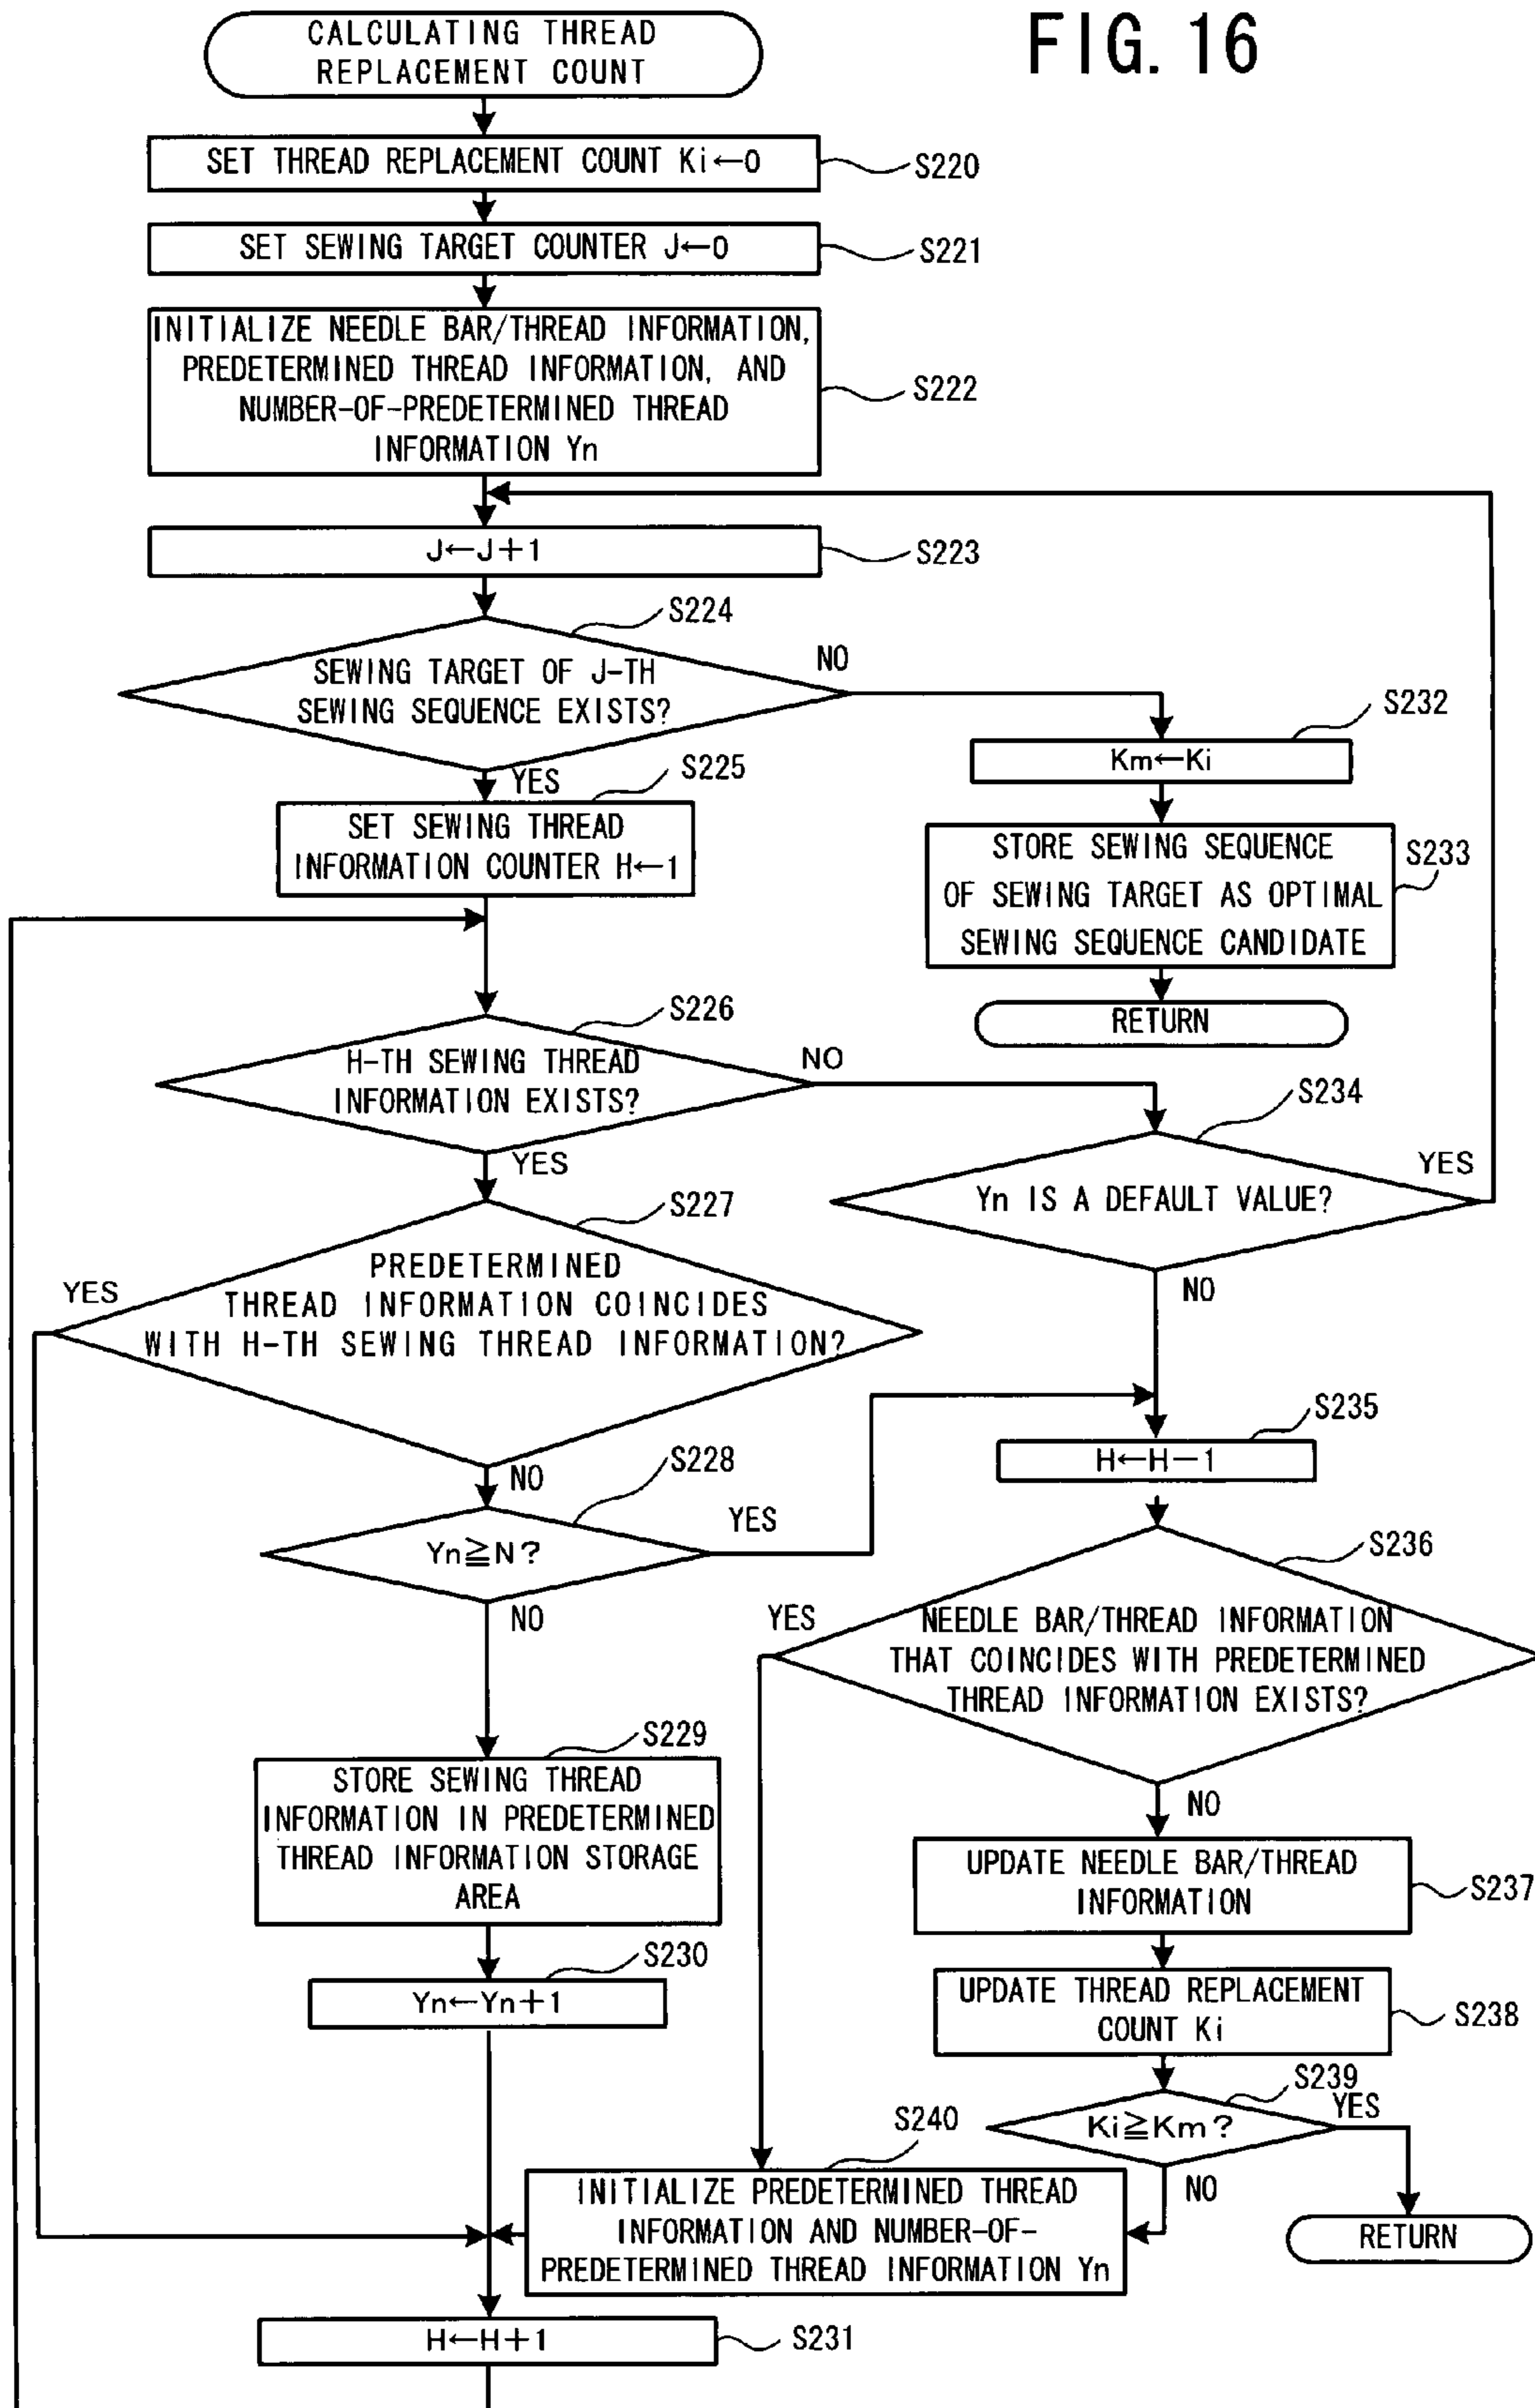 FIG. 16
CALCULATING THREAD
REPLACEMENT COUNT
SET THREAD REPLACEMENT COUNT Ki←0
S220
SET SEWING TARGET COUNTER J←0
S221
INITIALIZE NEEDLE BAR/THREAD INFORMATION,
PREDETERMINED THREAD INFORMATION, AND
NUMBER-OF-PREDETERMINED THREAD
INFORMATION Yn
S222
J←J+1
S223
S224
SEWING TARGET OF J-TH
SEWING SEQUENCE EXISTS?
NO
YES
S232
Km←Ki
S225
SET SEWING THREAD
INFORMATION COUNTER H←1
STORE SEWING SEQUENCE
OF SEWING TARGET AS OPTIMAL
SEWING SEQUENCE CANDIDATE
S233
RETURN
S226
H-TH SEWING THREAD
INFORMATION EXISTS?
NO
YES
S234
Yn IS A DEFAULT VALUE?
YES
NO
S227
PREDETERMINED
THREAD INFORMATION COINCIDES
WITH H-TH SEWING THREAD INFORMATION?
YES
NO
S228
Yn≧N?
YES
NO
S235
H←H−1
S236
NEEDLE BAR/THREAD INFORMATION
THAT COINCIDES WITH PREDETERMINED
THREAD INFORMATION EXISTS?
YES
NO
S229
STORE SEWING THREAD
INFORMATION IN PREDETERMINED
THREAD INFORMATION STORAGE
AREA
S230
Yn←Yn+1
UPDATE NEEDLE BAR/THREAD
INFORMATION
S237
UPDATE THREAD REPLACEMENT
COUNT Ki
S238
S239
Ki≧Km?
YES
NO
RETURN
S240
INITIALIZE PREDETERMINED THREAD
INFORMATION AND NUMBER-OF-
PREDETERMINED THREAD INFORMATION Yn
H←H+1
S231